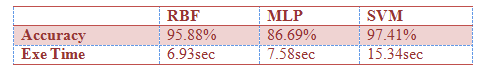 RBF MLP SVM
Accuracy 95.88% 86.69% 97.41%
Exe Time 6.93sec 7.58sec 15.34sec